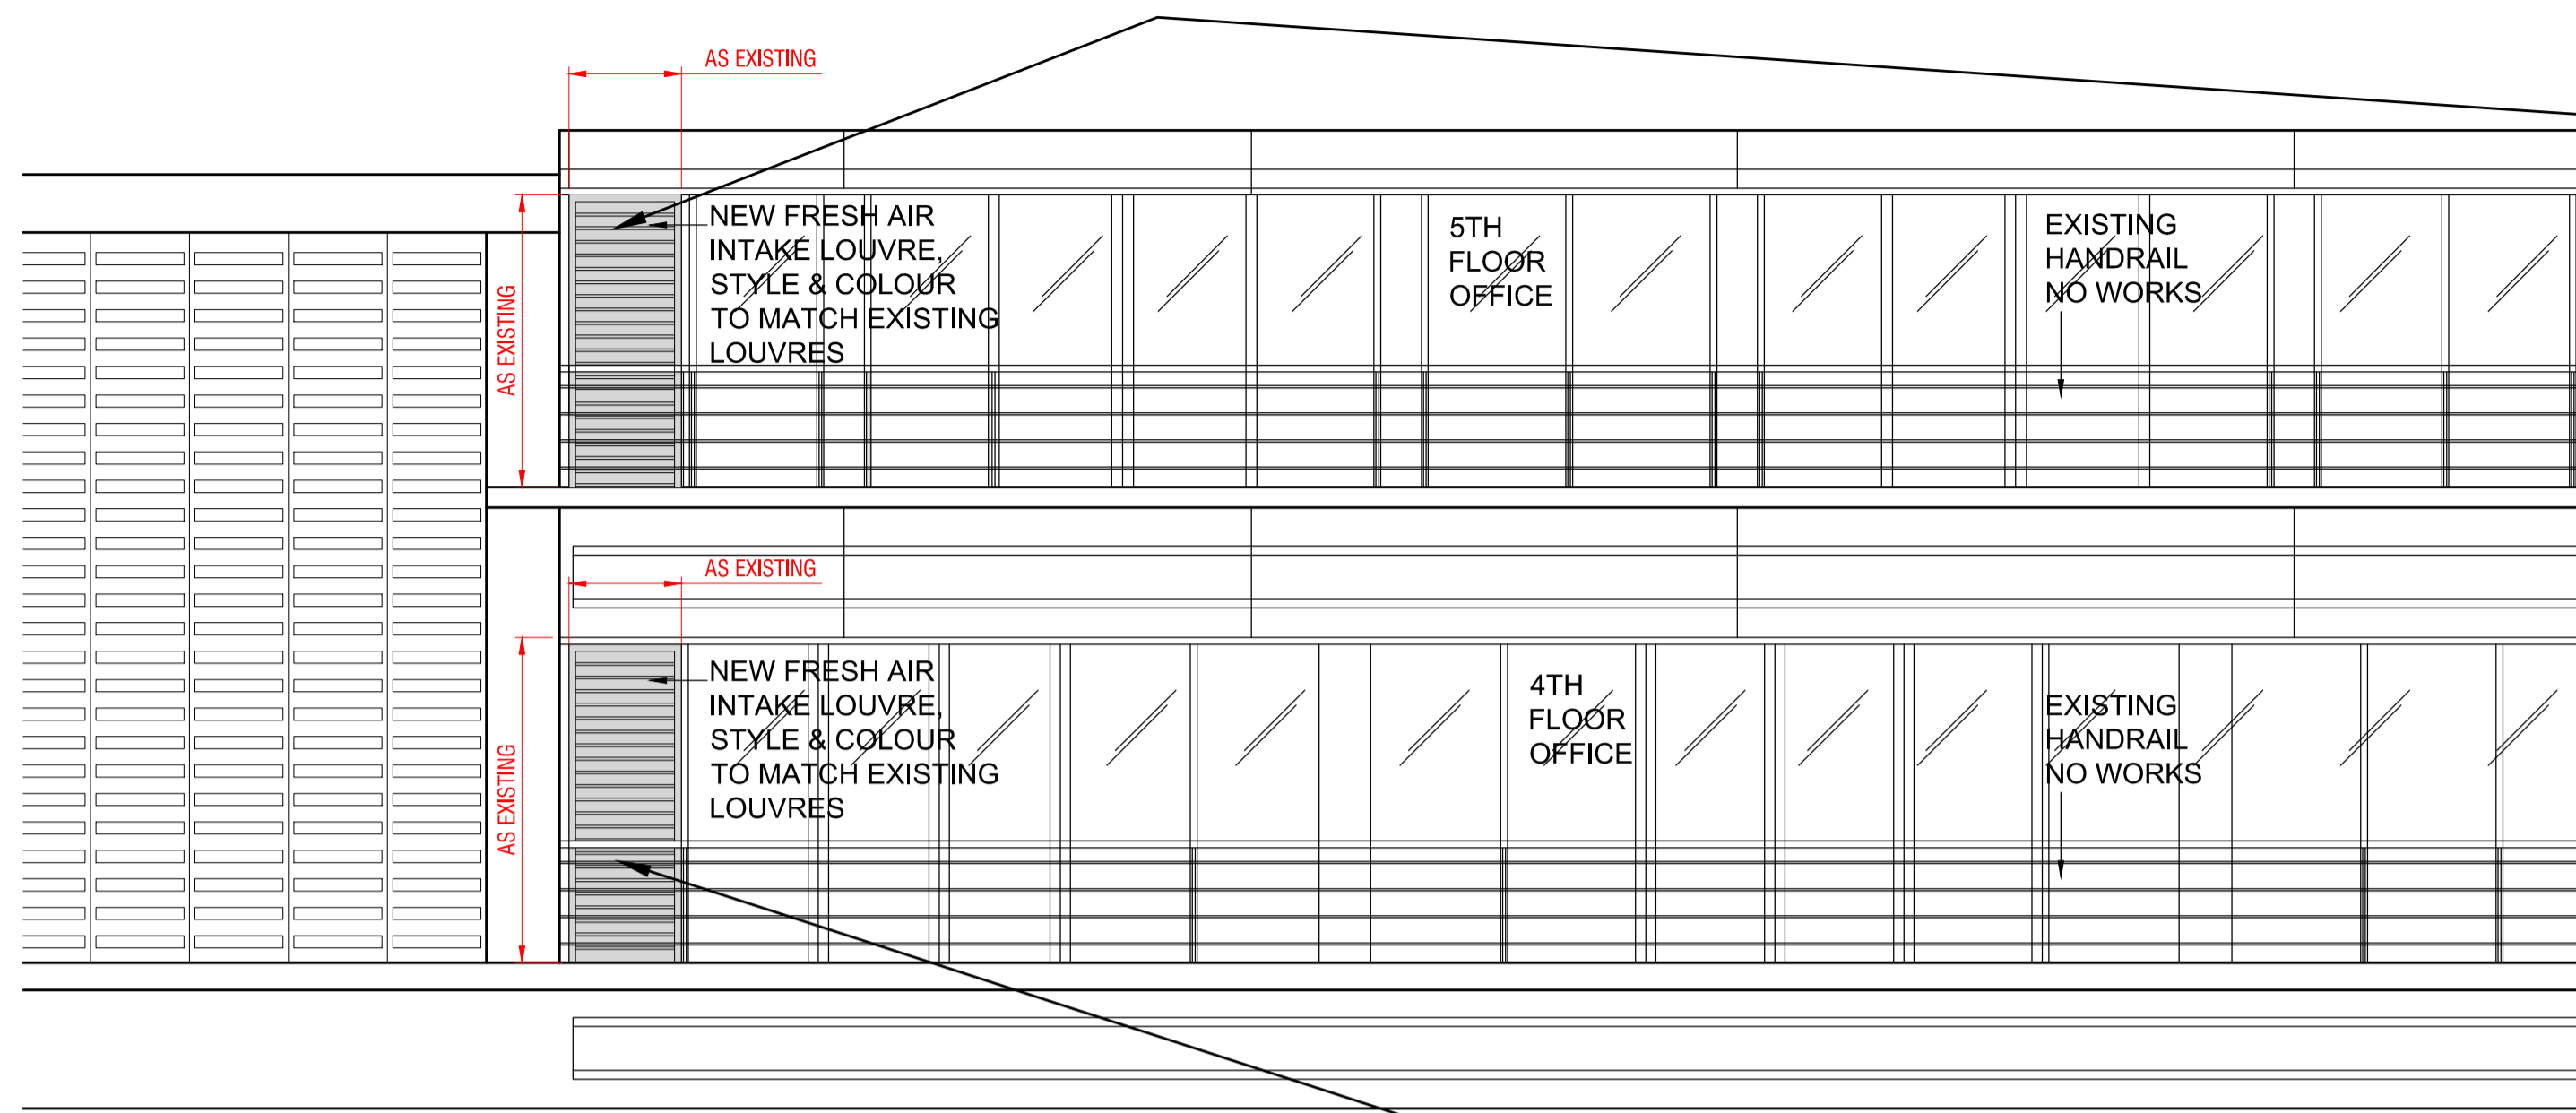 AS EXISTING
AS EXISTING
NEW FRESH AIR
INTAKE LOUVRE,
STYLE & COLOUR
TO MATCH EXISTING
LOUVRES
5TH
FLOOR
OFFICE
EXISTING
HANDRAIL
NO WORKS
AS EXISTING
AS EXISTING
NEW FRESH AIR
INTAKE LOUVRE,
STYLE & COLOUR
TO MATCH EXISTING
LOUVRES
4TH
FLOOR
OFFICE
EXISTING
HANDRAIL
NO WORKS